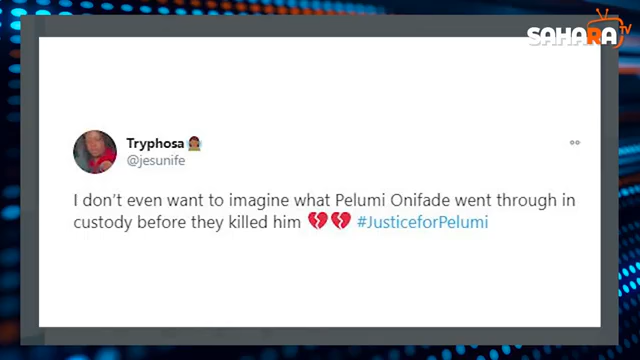 SAHARA TV
Tryphosa
@jesunife
I don't even want to imagine what Pelumi Onifade went through in
custody before they killed him 💔💔 #JusticeforPelumi